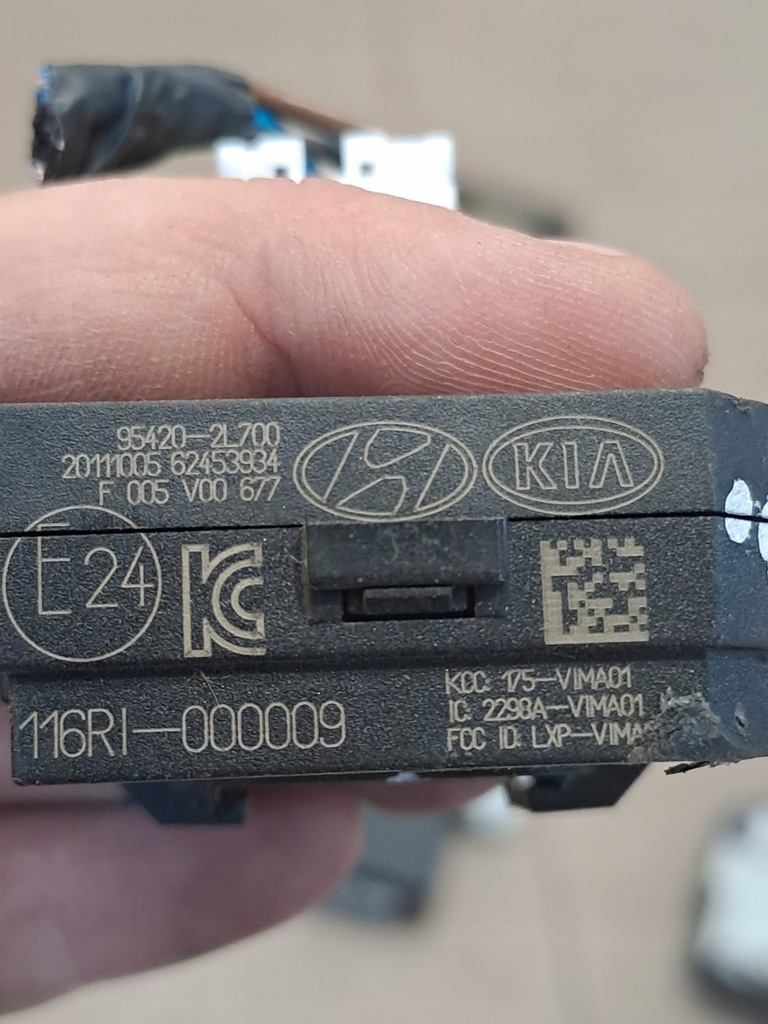 95420-2L700
20111005 62453934
F 005 V00 677
KIA
E24
KC
116RI-000009
KCC: 175-VIMA01
IC: 2298A-VIMA01
FCC ID: LXP-VIMA